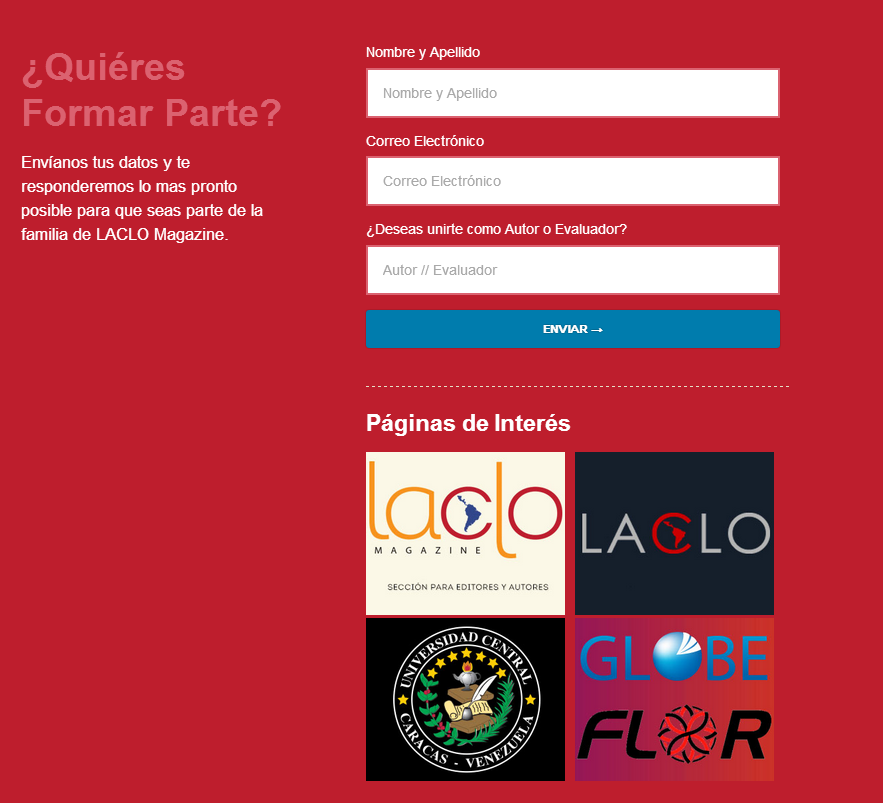 ¿Quiéres
Formar Parte?
Envíanos tus datos y te
responderemos lo mas pronto
posible para que seas parte de la
familia de LACLO Magazine.
Nombre y Apellido
Nombre y Apellido
Correo Electrónico
Correo Electrónico
¿Deseas unirte como Autor o Evaluador?
Autor // Evaluador
ENVIAR →
Páginas de Interés
laclo
MAGAZINE
SECCIÓN PARA EDITORES Y AUTORES
LACLO
UNIVERSIDAD CENTRAL
CARACAS - VENEZUELA
GLOBE
FLOR